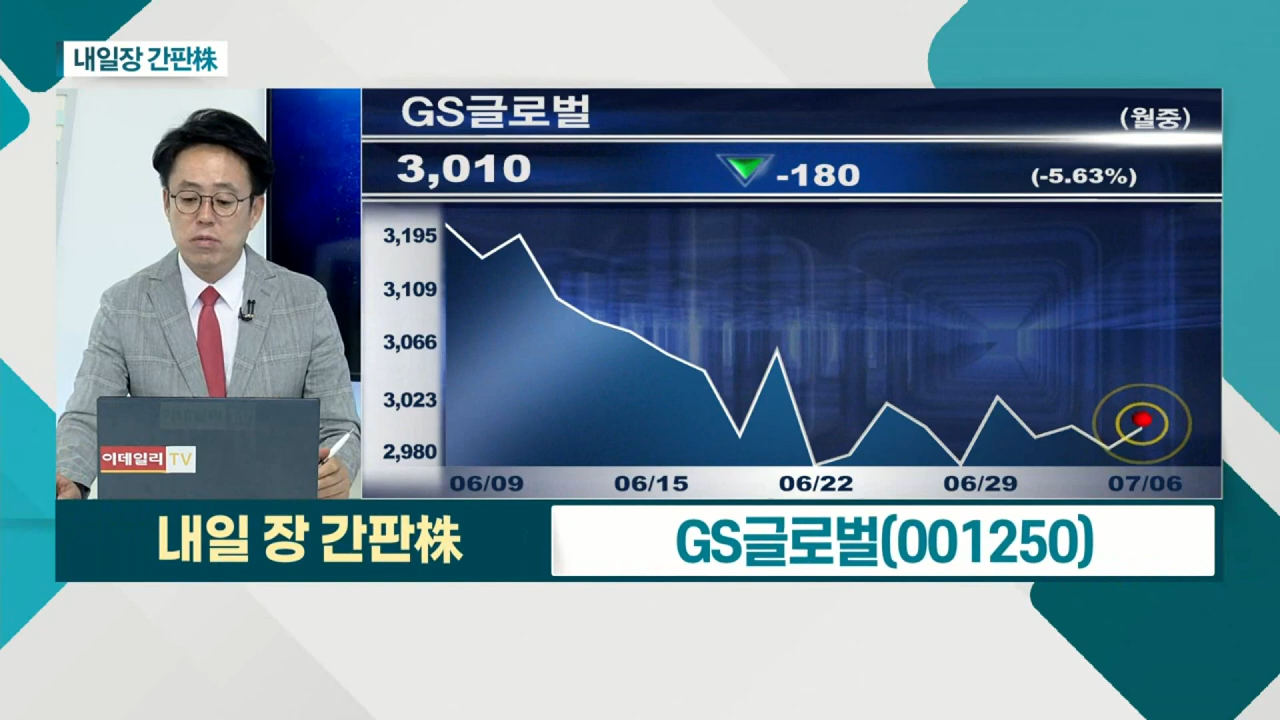 내일장 간판株
GS글로벌
(월중)
3,010
-180
(-5.63%)
3,195
3,109
3,066
3,023
2,980
06/09
06/15
06/22
06/29
07/06
이데일리 TV
내일 장 간판株
GS글로벌(001250)